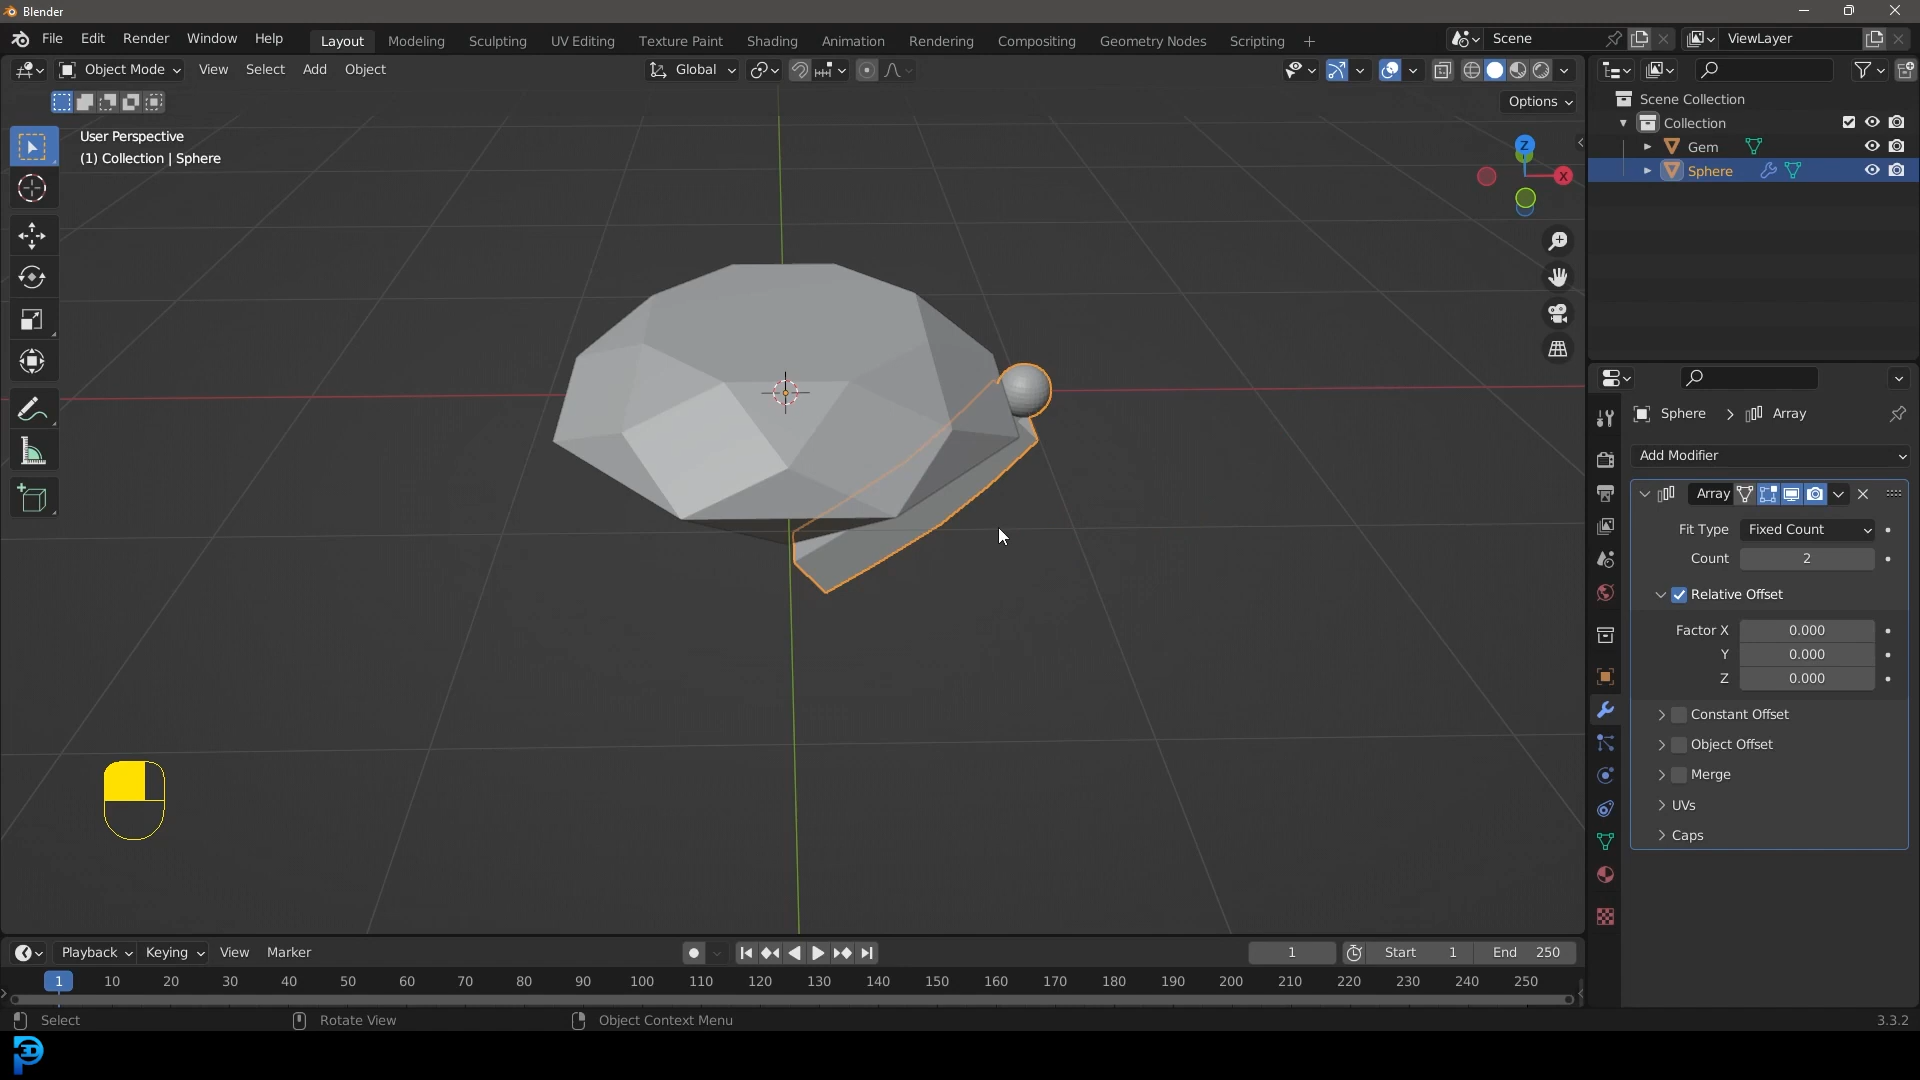 Blender
File Edit Render Window Help Layout Modeling Sculpting UV Editing Texture Paint Shading Animation Rendering Compositing Geometry Nodes Scripting + Scene ViewLayer
Object Mode View Select Add Object Global
Options
User Perspective
(1) Collection | Sphere
Z
X
Scene Collection
Collection
Gem
Sphere
Sphere > Array
Add Modifier
Array
Fit Type Fixed Count
Count 2
Relative Offset
Factor X 0.000
Y 0.000
Z 0.000
Constant Offset
Object Offset
Merge
UVs
Caps
Playback Keying View Marker 1 Start 1 End 250
1 10 20 30 40 50 60 70 80 90 100 110 120 130 140 150 160 170 180 190 200 210 220 230 240 250
Select Rotate View Object Context Menu 3.3.2
3D